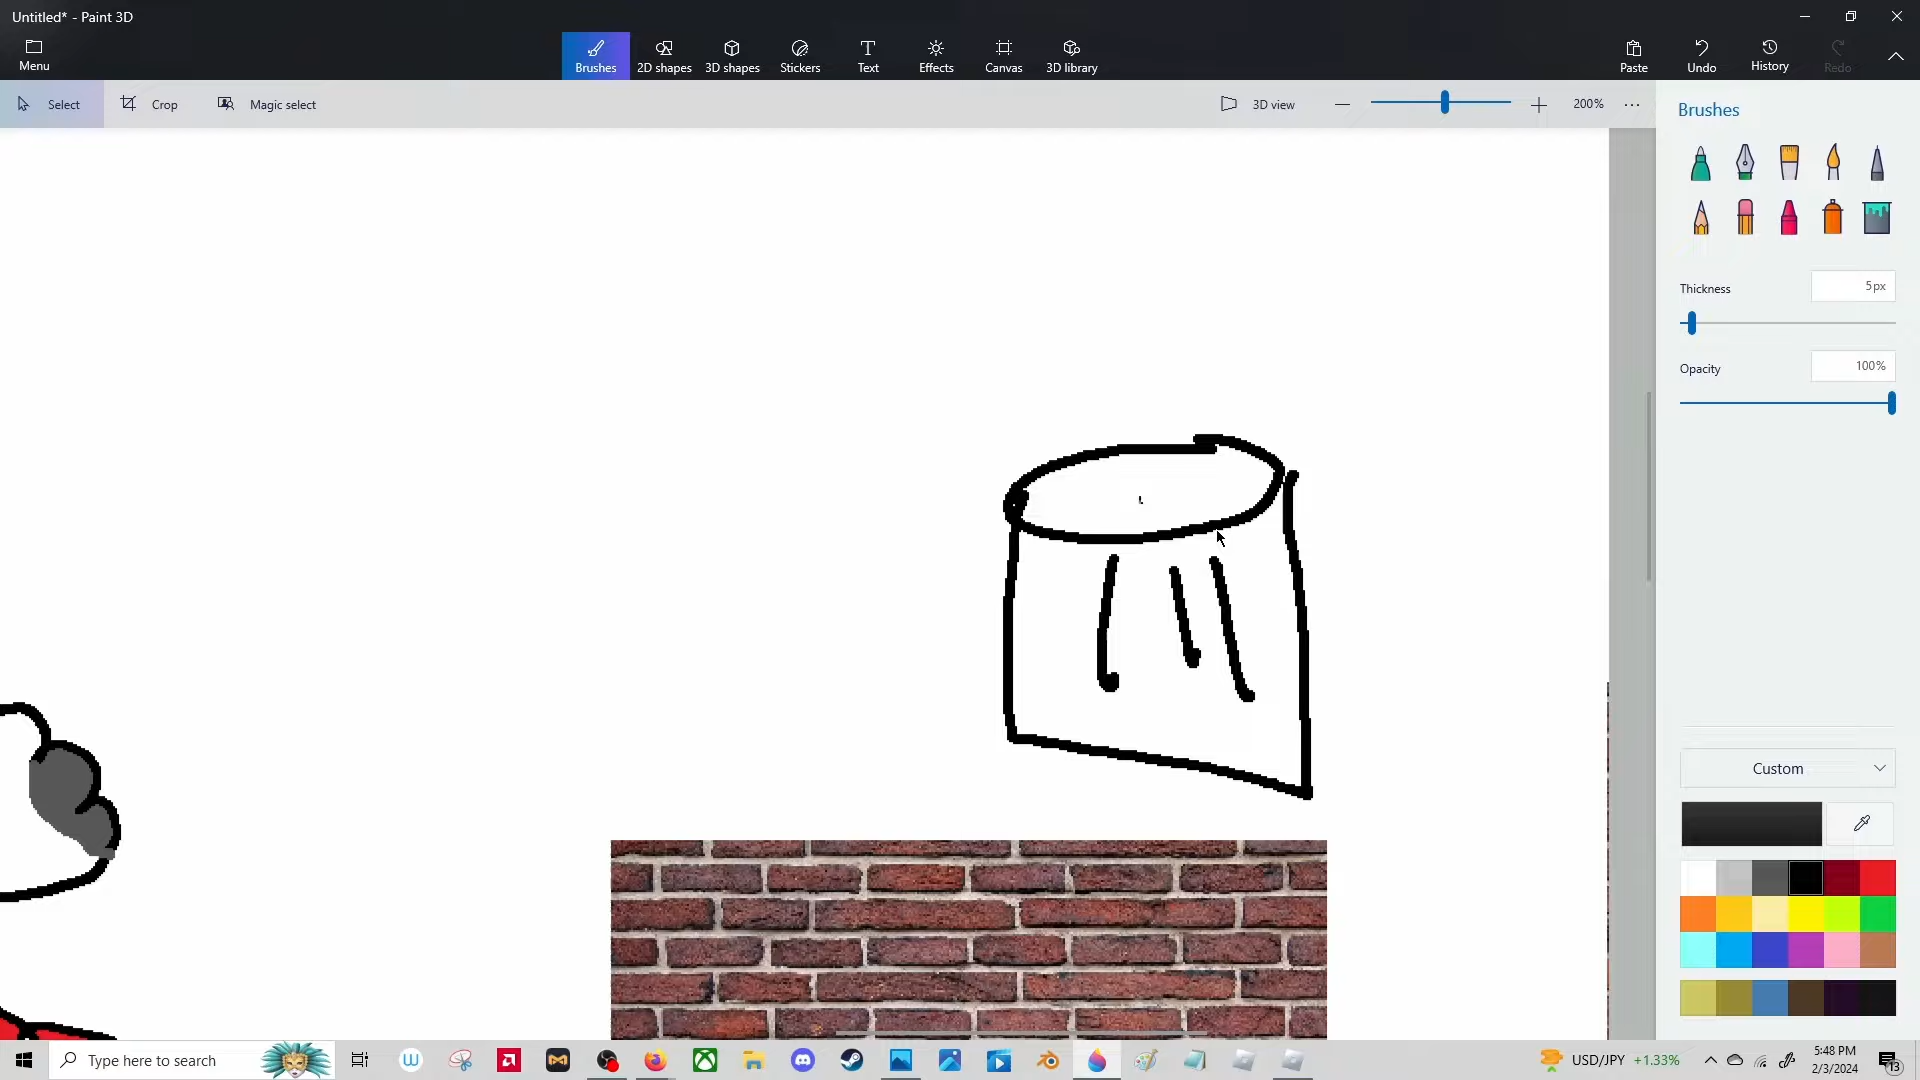 Untitled* - Paint 3D
Menu
Brushes
2D shapes
3D shapes
Stickers
Text
Effects
Canvas
3D library
Paste
Undo
History
Redo
Select
Crop
Magic select
3D view
200%
Brushes
Thickness
5px
Opacity
100%
Custom
Type here to search
USD/JPY +1.33%
5:48 PM
2/3/2024
13